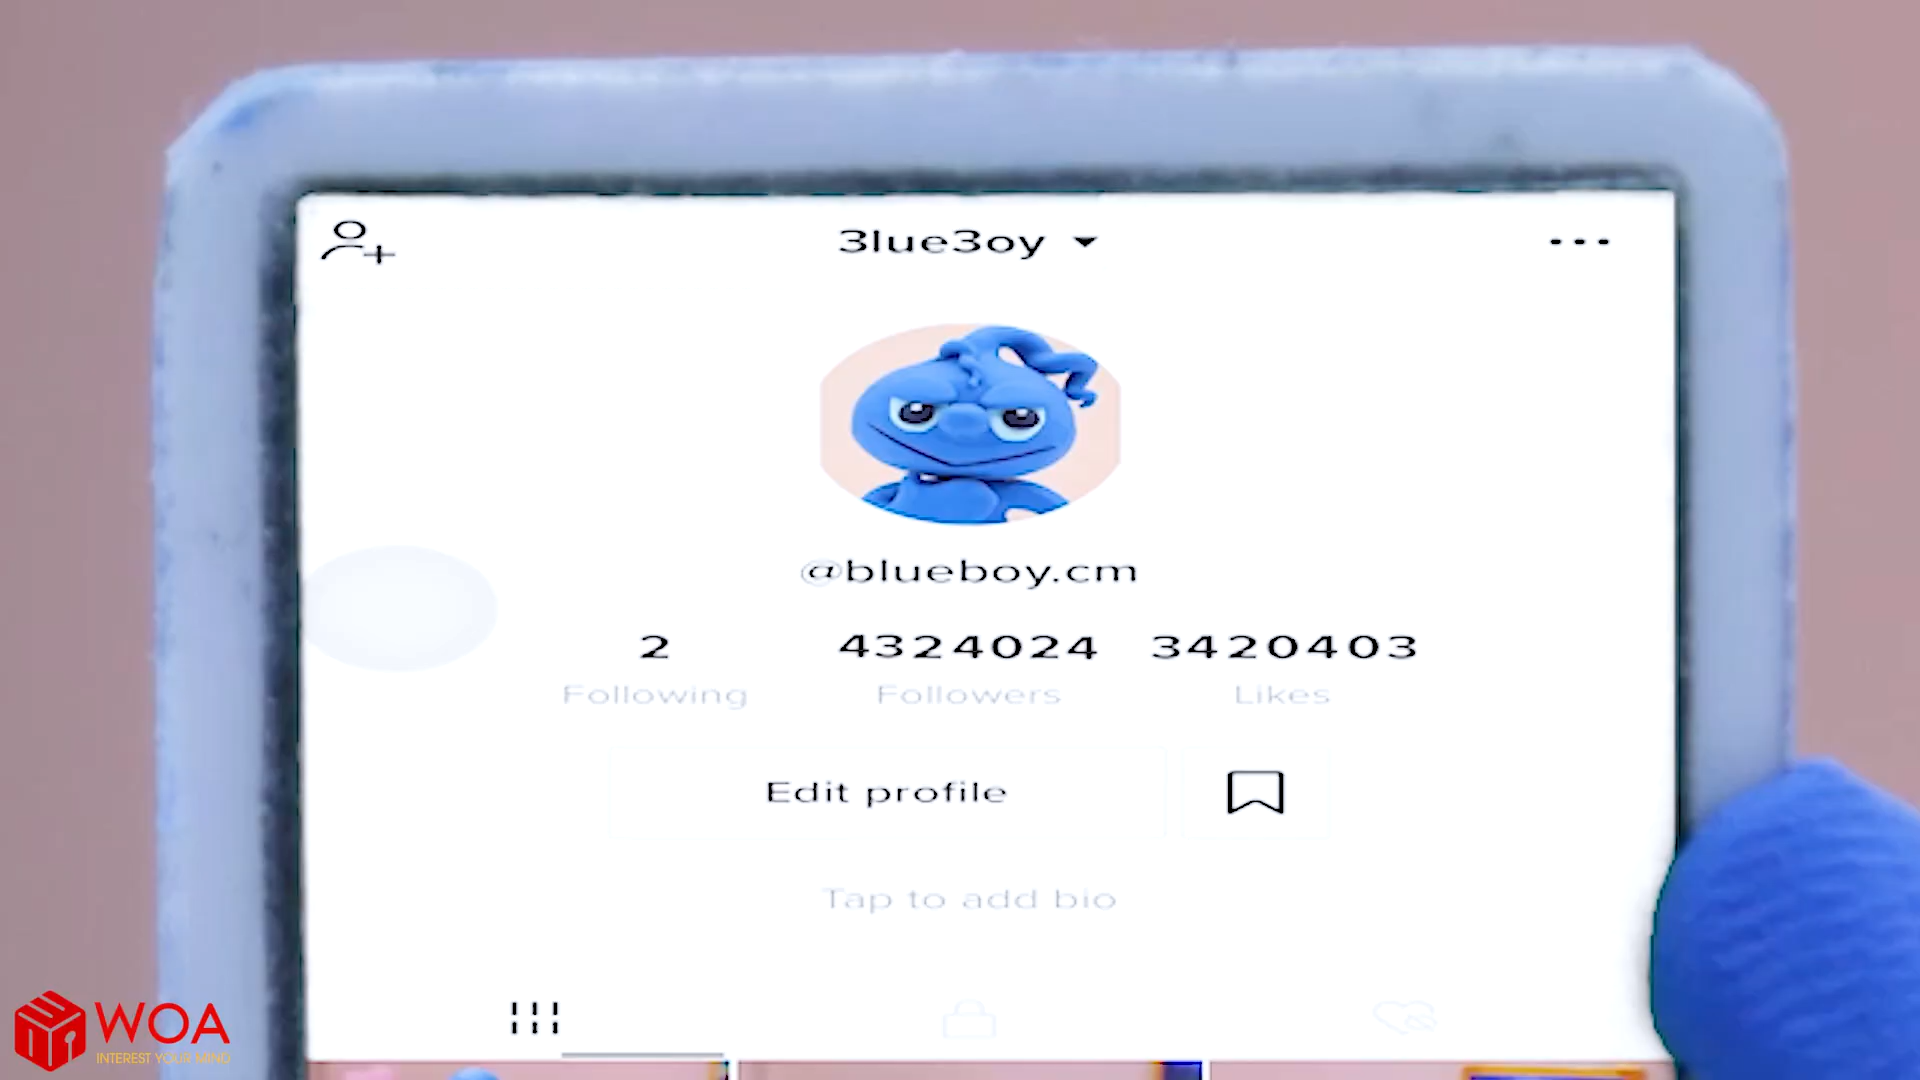 3lue3oy
@blueboy.cm
2 4324024 3420403
Following Followers Likes
Edit profile
Tap to add bio
WOA
INTEREST YOUR MIND